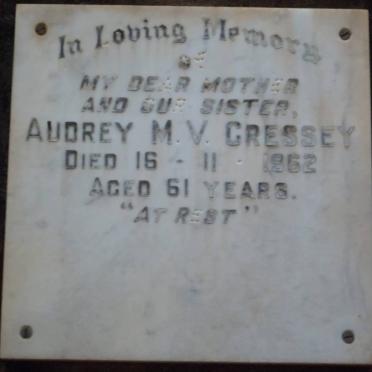 In Loving Memory
of
MY DEAR MOTHER
AND OUR SISTER,
AUDREY M. V. CRESSEY
DIED 16 - 11 - 1962
AGED 61 YEARS.
"AT REST"